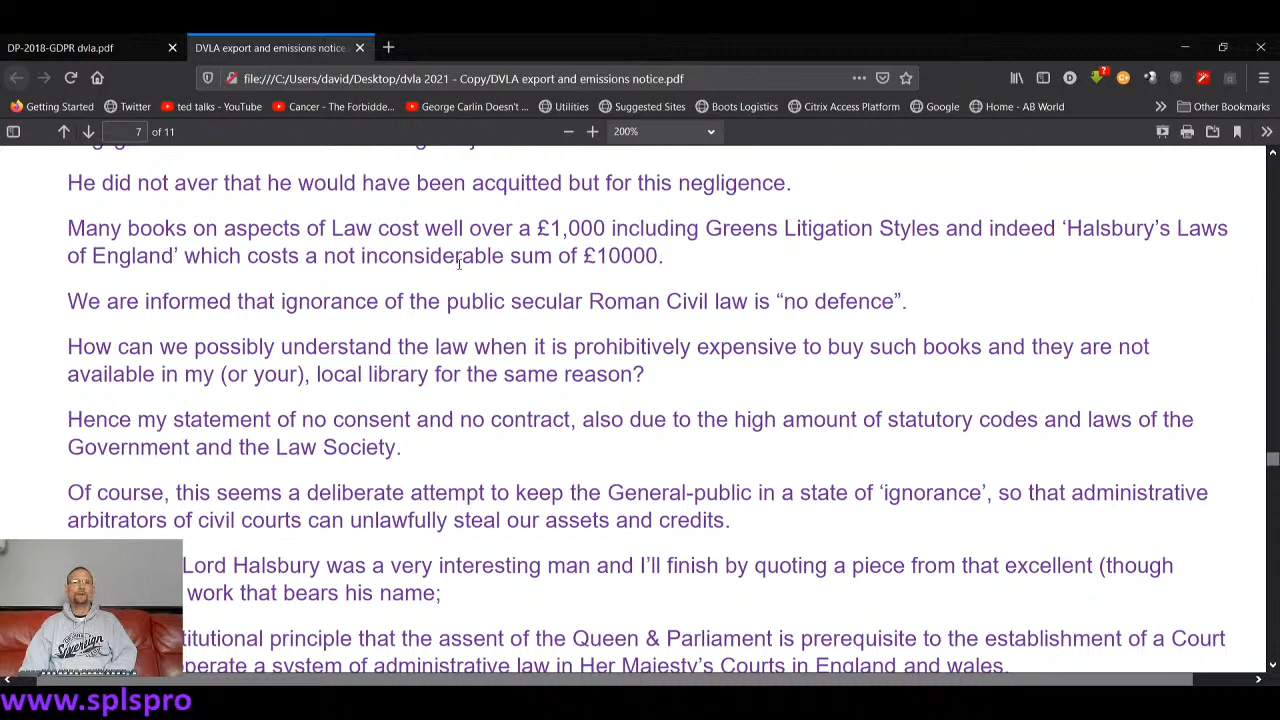 DP-2018-GDPR dvla.pdf
DVLA export and emissions notice.
file:///C:/Users/david/Desktop/dvla 2021 - Copy/DVLA export and emissions notice.pdf
Getting Started Twitter ted talks - YouTube Cancer - The Forbidde... George Carlin Doesn't ... Utilities Suggested Sites Boots Logistics Citrix Access Platform Google Home - AB World Other Bookmarks
7 of 11 200%
He did not aver that he would have been acquitted but for this negligence.
Many books on aspects of Law cost well over a £1,000 including Greens Litigation Styles and indeed ‘Halsbury’s Laws
of England’ which costs a not inconsiderable sum of £10000.
We are informed that ignorance of the public secular Roman Civil law is “no defence”.
How can we possibly understand the law when it is prohibitively expensive to buy such books and they are not
available in my (or your), local library for the same reason?
Hence my statement of no consent and no contract, also due to the high amount of statutory codes and laws of the
Government and the Law Society.
Of course, this seems a deliberate attempt to keep the General-public in a state of ‘ignorance’, so that administrative
arbitrators of civil courts can unlawfully steal our assets and credits.
Lord Halsbury was a very interesting man and I’ll finish by quoting a piece from that excellent (though
work that bears his name;
titutional principle that the assent of the Queen & Parliament is prerequisite to the establishment of a Court
perate a system of administrative law in Her Majesty’s Courts in England and wales.
Sovereign
www.splspro